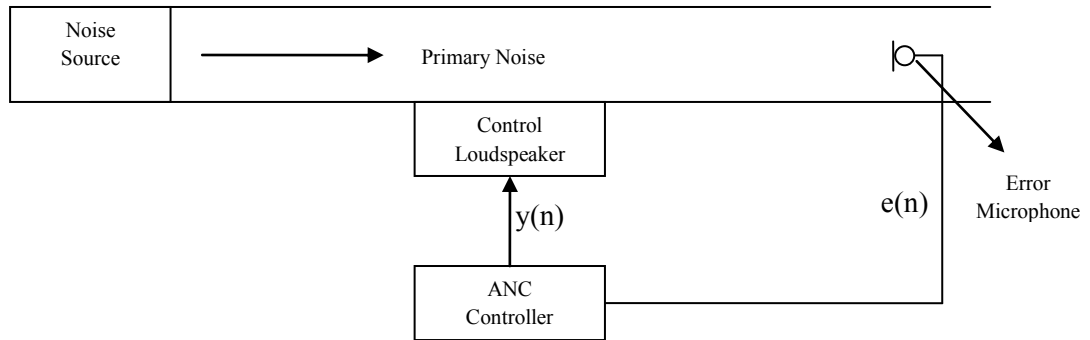 Noise
Source
Primary Noise
Control
Loudspeaker
Error
Microphone
y(n)
e(n)
ANC
Controller